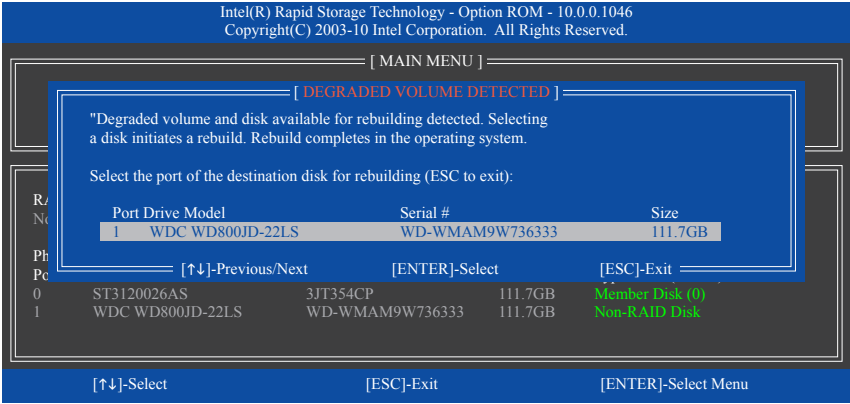 Intel(R) Rapid Storage Technology - Option ROM - 10.0.0.1046
Copyright(C) 2003-10 Intel Corporation.  All Rights Reserved.
[ MAIN MENU ]
[ DEGRADED VOLUME DETECTED ]
"Degraded volume and disk available for rebuilding detected. Selecting
a disk initiates a rebuild. Rebuild completes in the operating system.
Select the port of the destination disk for rebuilding (ESC to exit):
Port Drive Model Serial # Size
1 WDC WD800JD-22LS WD-WMAM9W736333 111.7GB
[↑↓]-Previous/Next [ENTER]-Select [ESC]-Exit
0 ST3120026AS 3JT354CP 111.7GB Member Disk (0)
1 WDC WD800JD-22LS WD-WMAM9W736333 111.7GB Non-RAID Disk
[↑↓]-Select [ESC]-Exit [ENTER]-Select Menu